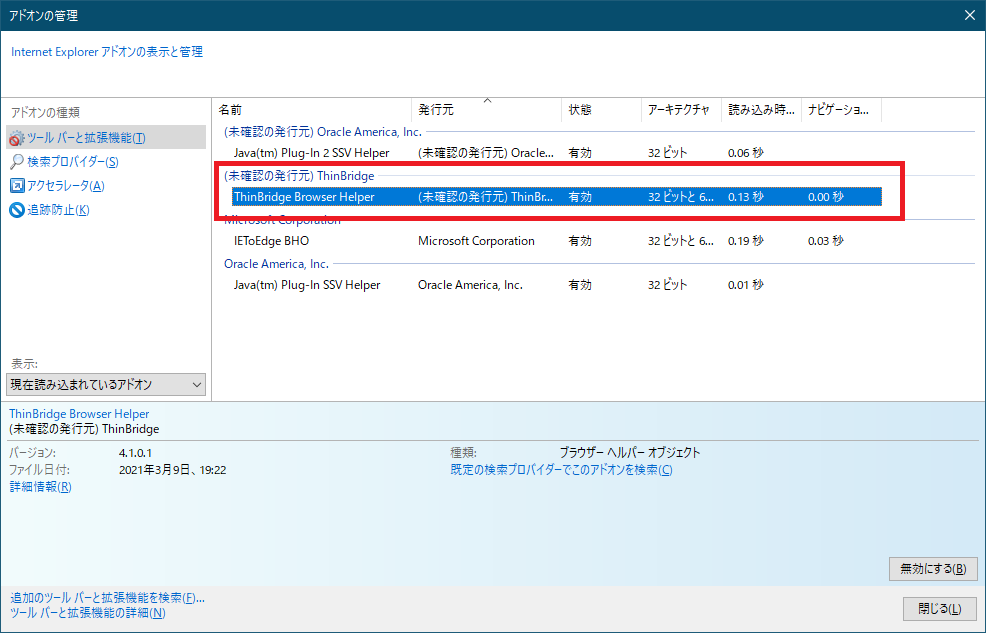 アドオンの管理
Internet Explorer アドオンの表示と管理
アドオンの種類
ツール バーと拡張機能(T)
検索プロバイダー(S)
アクセラレータ(A)
追跡防止(K)
表示:
現在読み込まれているアドオン
名前 発行元 状態 アーキテクチャ 読み込み時... ナビゲーショ...
(未確認の発行元) Oracle America, Inc.
Java(tm) Plug-In 2 SSV Helper (未確認の発行元) Oracle... 有効 32 ビット 0.06 秒
(未確認の発行元) ThinBridge
ThinBridge Browser Helper (未確認の発行元) ThinBr... 有効 32 ビットと 6... 0.13 秒 0.00 秒
Microsoft Corporation
IEToEdge BHO Microsoft Corporation 有効 32 ビットと 6... 0.19 秒 0.03 秒
Oracle America, Inc.
Java(tm) Plug-In SSV Helper Oracle America, Inc. 有効 32 ビット 0.01 秒
ThinBridge Browser Helper
(未確認の発行元) ThinBridge
バージョン: 4.1.0.1 種類: ブラウザー ヘルパー オブジェクト
ファイル日付: 2021年3月9日、19:22 既定の検索プロバイダーでこのアドオンを検索(C)
詳細情報(R)
無効にする(B)
追加のツール バーと拡張機能を検索(F)...
ツール バーと拡張機能の詳細(N)
閉じる(L)